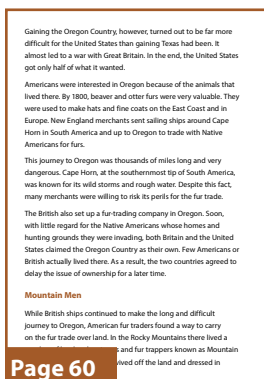 Gaining the Oregon Country, however, turned out to be far more
difficult for the United States than gaining Texas had been. It
almost led to a war with Great Britain. In the end, the United States
got only half of what it wanted.
Americans were interested in Oregon because of the animals that
lived there. By 1800, beaver and otter furs were very valuable. They
were used to make hats and fine coats on the East Coast and in
Europe. New England merchants sent sailing ships around Cape
Horn in South America and up to Oregon to trade with Native
Americans for furs.
This journey to Oregon was thousands of miles long and very
dangerous. Cape Horn, at the southernmost tip of South America,
was known for its wild storms and rough water. Despite this fact,
many merchants were willing to risk its perils for the fur trade.
The British also set up a fur-trading company in Oregon. Soon,
with little regard for the Native Americans whose homes and
hunting grounds they were invading, both Britain and the United
States claimed the Oregon Country as their own. Few Americans or
British actually lived there. As a result, the two countries agreed to
delay the issue of ownership for a later time.
Mountain Men
While British ships continued to make the long and difficult
journey to Oregon, American fur traders found a way to carry
on the fur trade over land. In the Rocky Mountains there lived a
and fur trappers known as Mountain
off the land and dressed in
Page 60